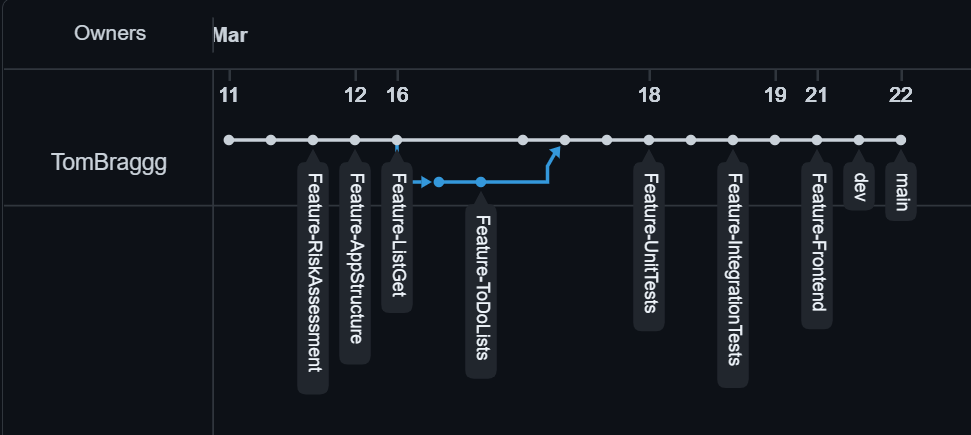 Owners
Mar
11 12 16 18 19 21 22
TomBraggg
Feature-RiskAssessment
Feature-AppStructure
Feature-ListGet
Feature-ToDoLists
Feature-UnitTests
Feature-IntegrationTests
Feature-Frontend
dev
main